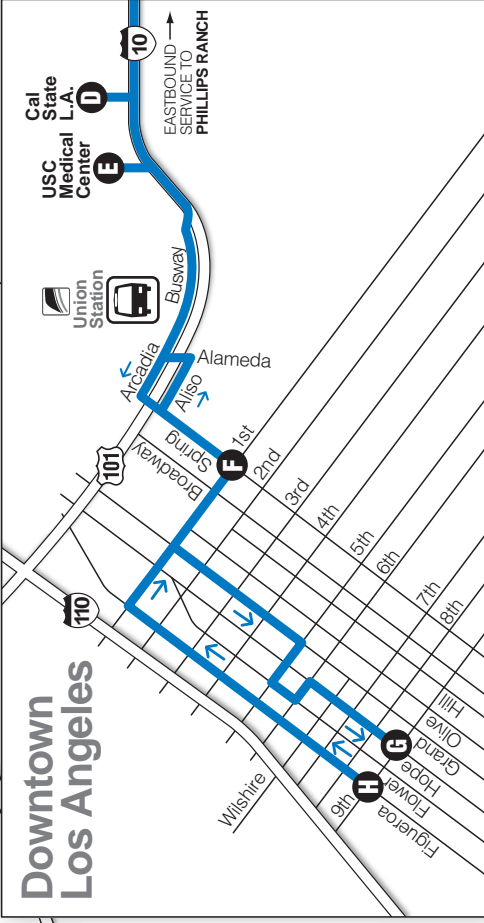 Downtown
Los Angeles
Cal
State
L.A.
D
USC
Medical
Center
E
10
EASTBOUND
SERVICE TO
PHILLIPS RANCH
Union
Station
Busway
Arcadia
Aliso
Alameda
101
110
Spring
Broadway
F
1st
2nd
3rd
4th
5th
6th
7th
8th
9th
Wilshire
Hill
Olive
Grand
Hope
Flower
Figueroa
G
H